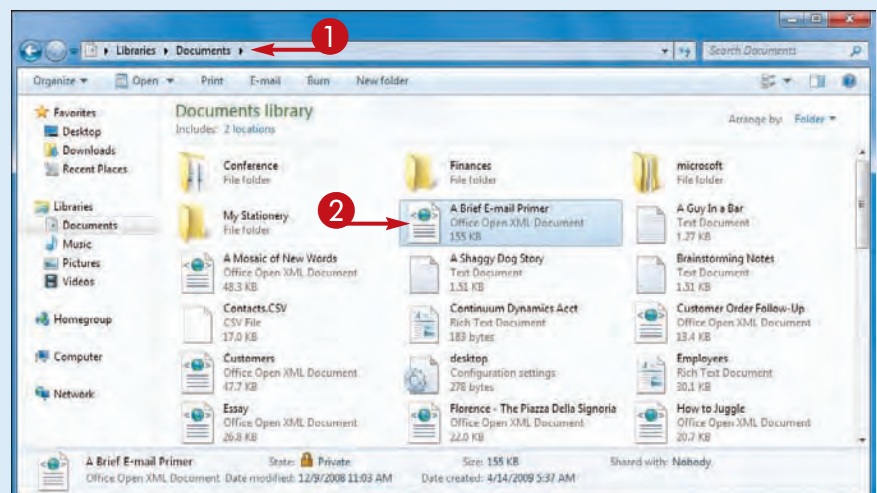 1
Libraries ▸ Documents ▸
Search Documents
Organize Open Print E-mail Burn New folder
Favorites
Desktop
Downloads
Recent Places
Libraries
Documents
Music
Pictures
Videos
Homegroup
Computer
Network
Documents library
Includes: 2 locations
Arrange by: Folder
Conference
File folder
Finances
File folder
microsoft
File folder
My Stationery
File folder
2
A Brief E-mail Primer
Office Open XML Document
155 KB
A Guy In a Bar
Text Document
1.27 KB
A Mosaic of New Words
Office Open XML Document
48.3 KB
A Shaggy Dog Story
Text Document
1.51 KB
Brainstorming Notes
Text Document
1.51 KB
Contacts.CSV
CSV File
17.0 KB
Continuum Dynamics Acct
Rich Text Document
183 bytes
Customer Order Follow-Up
Office Open XML Document
13.4 KB
Customers
Office Open XML Document
47.7 KB
desktop
Configuration settings
278 bytes
Employees
Rich Text Document
30.1 KB
Essay
Office Open XML Document
26.8 KB
Florence - The Piazza Della Signoria
Office Open XML Document
22.0 KB
How to Juggle
Office Open XML Document
20.7 KB
A Brief E-mail Primer State: Private Size: 155 KB Shared with: Nobody
Office Open XML Document Date modified: 12/9/2008 11:03 AM Date created: 4/14/2009 5:37 AM